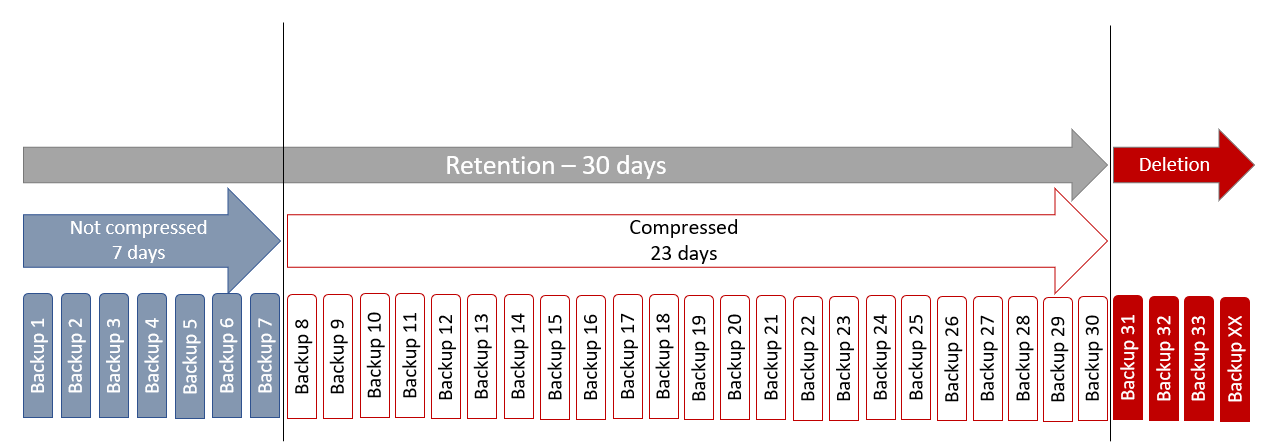 Retention – 30 days
Deletion
Not compressed
7 days
Compressed
23 days
Backup 1
Backup 2
Backup 3
Backup 4
Backup 5
Backup 6
Backup 7
Backup 8
Backup 9
Backup 10
Backup 11
Backup 12
Backup 13
Backup 14
Backup 15
Backup 16
Backup 17
Backup 18
Backup 19
Backup 20
Backup 21
Backup 22
Backup 23
Backup 24
Backup 25
Backup 26
Backup 27
Backup 28
Backup 29
Backup 30
Backup 31
Backup 32
Backup 33
Backup XX